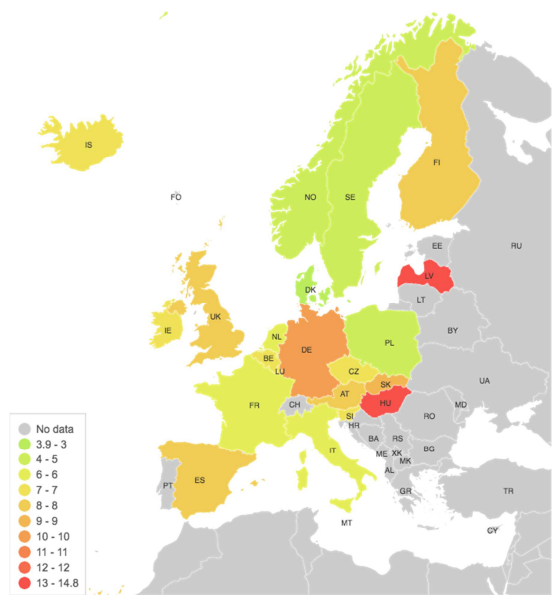 IS
FO
NO
SE
FI
RU
EE
LV
LT
DK
BY
IE
UK
NL
BE
LU
DE
PL
CZ
SK
UA
FR
CH
AT
HU
SI
HR
RO
MD
BA
RS
IT
ME
XK
BG
MK
AL
PT
ES
GR
TR
MT
CY
No data
3.9 - 3
4 - 5
6 - 6
7 - 7
8 - 8
9 - 9
10 - 10
11 - 11
12 - 12
13 - 14.8